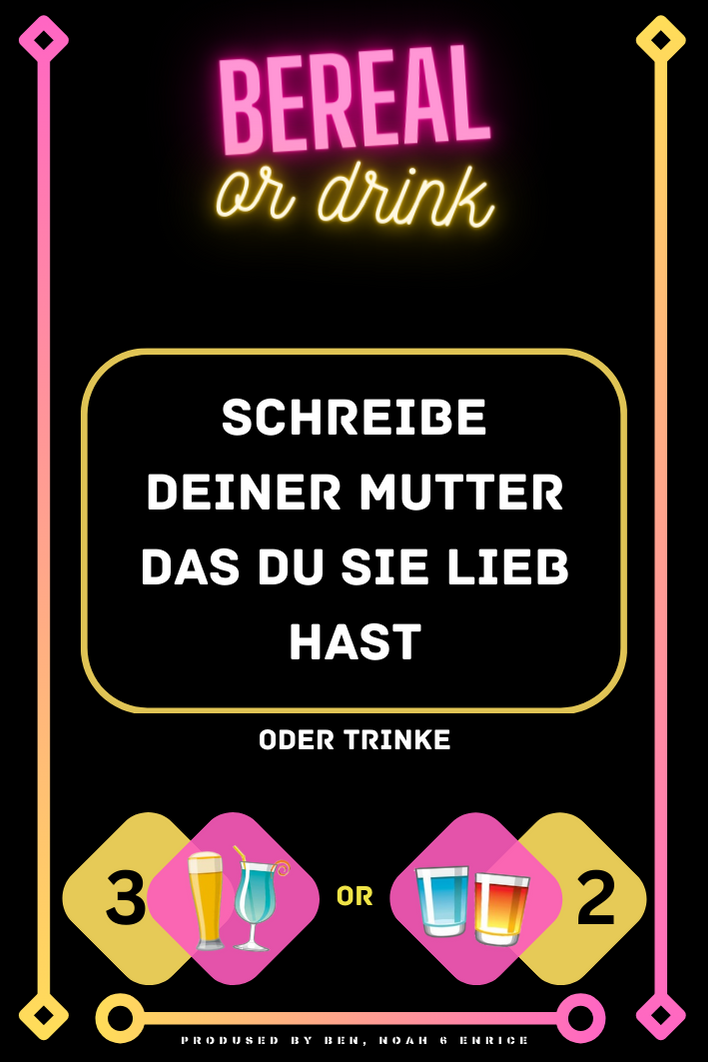 BEREAL
or drink
SCHREIBE
DEINER MUTTER
DAS DU SIE LIEB
HAST
ODER TRINKE
3 OR 2
PRODUSED BY BEN, NOAH & ENRICE